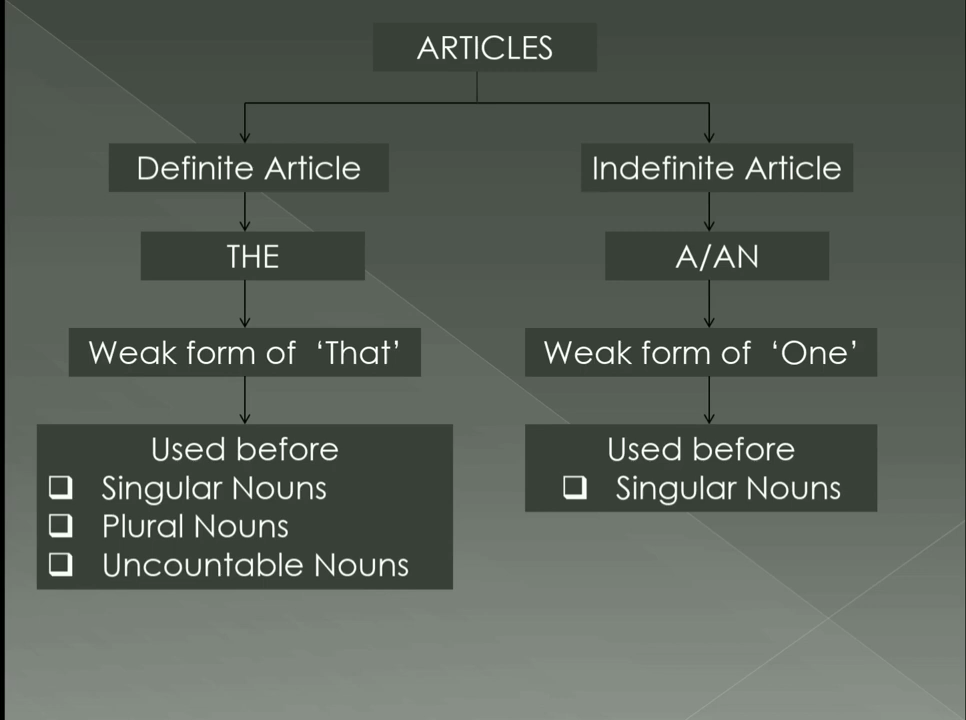 ARTICLES
Definite Article
THE
Weak form of ‘That’
Used before
❑ Singular Nouns
❑ Plural Nouns
❑ Uncountable Nouns
Indefinite Article
A/AN
Weak form of ‘One’
Used before
❑ Singular Nouns